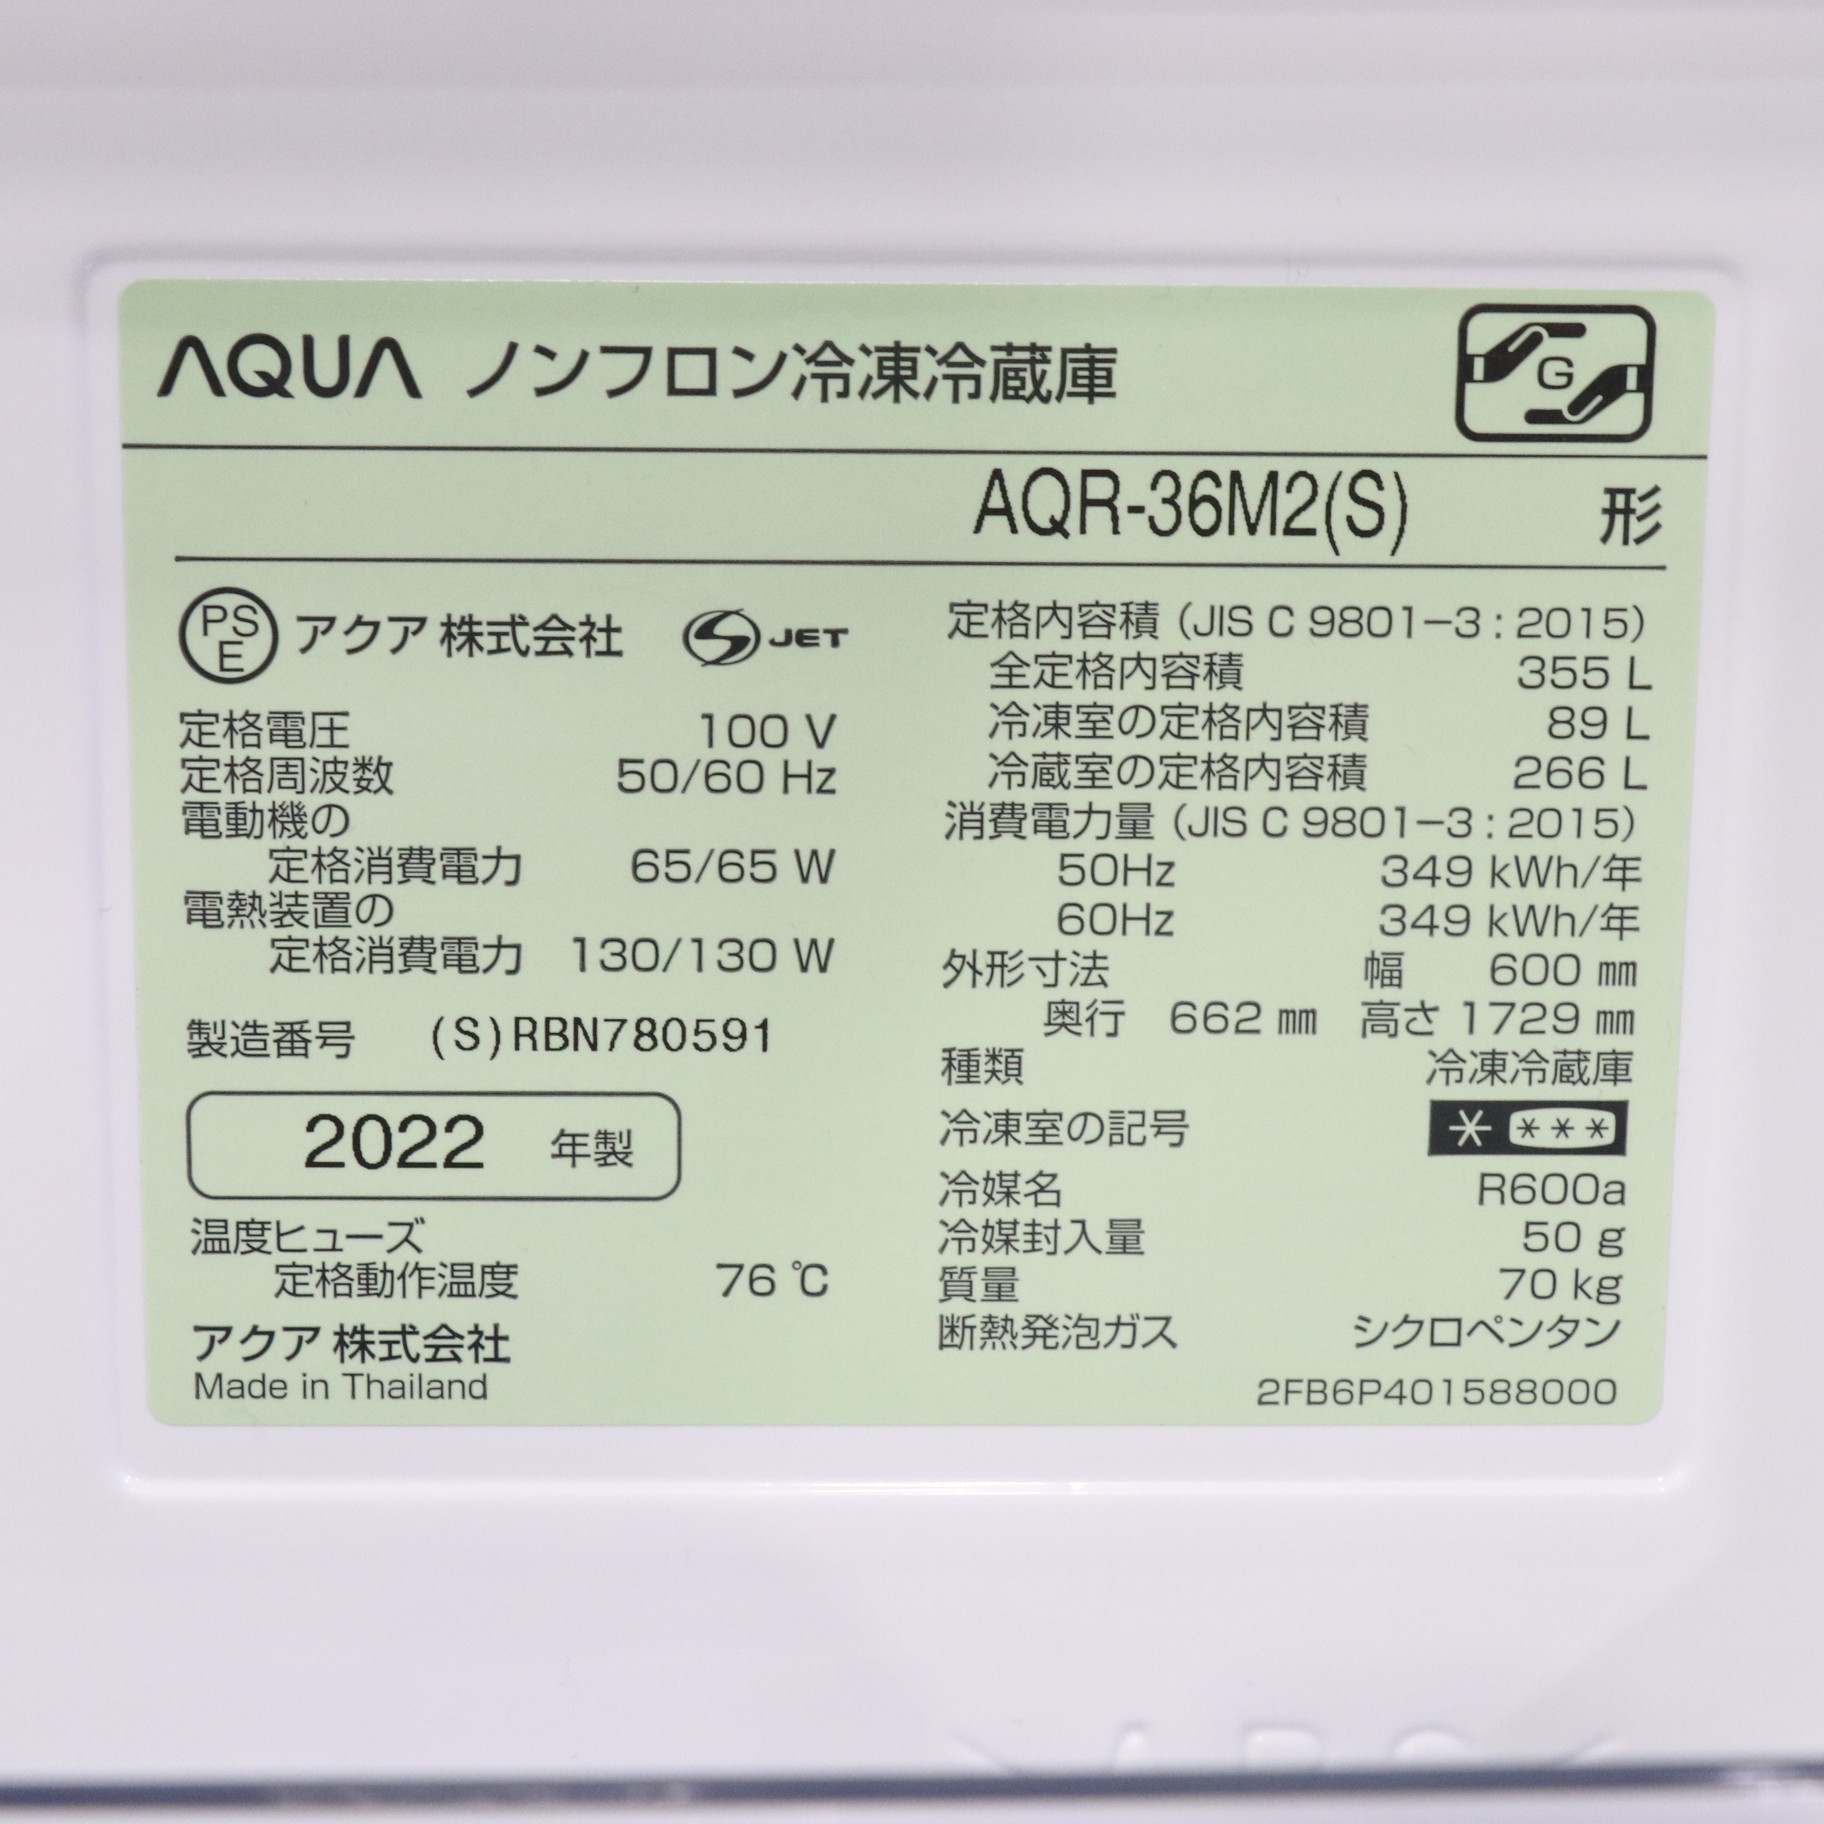 AQUA ノンフロン冷凍冷蔵庫
G
AQR-36M2(S) 形
PSE アクア 株式会社 S JET
定格電圧 100 V
定格周波数 50/60 Hz
電動機の
定格消費電力 65/65 W
電熱装置の
定格消費電力 130/130 W
製造番号 (S)RBN780591
2022 年製
温度ヒューズ
定格動作温度 76 ℃
アクア 株式会社
Made in Thailand
定格内容積 (JIS C 9801-3 : 2015)
全定格内容積 355 L
冷凍室の定格内容積 89 L
冷蔵室の定格内容積 266 L
消費電力量 (JIS C 9801-3 : 2015)
50Hz 349 kWh/年
60Hz 349 kWh/年
外形寸法 幅 600 ㎜
奥行 662 ㎜ 高さ 1729 ㎜
種類 冷凍冷蔵庫
冷凍室の記号 * ***
冷媒名 R600a
冷媒封入量 50 g
質量 70 kg
断熱発泡ガス シクロペンタン
2FB6P401588000